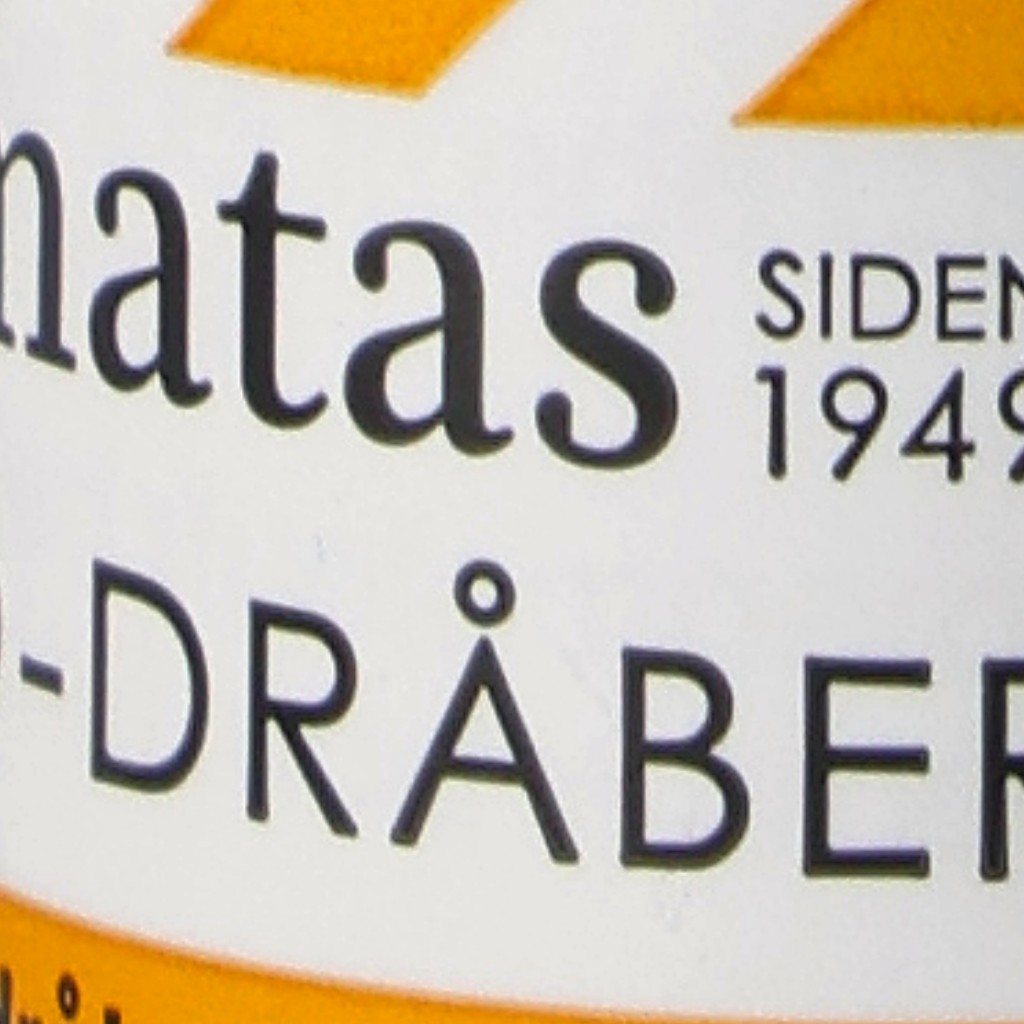 matas SIDEN
1949
D-DRÅBER